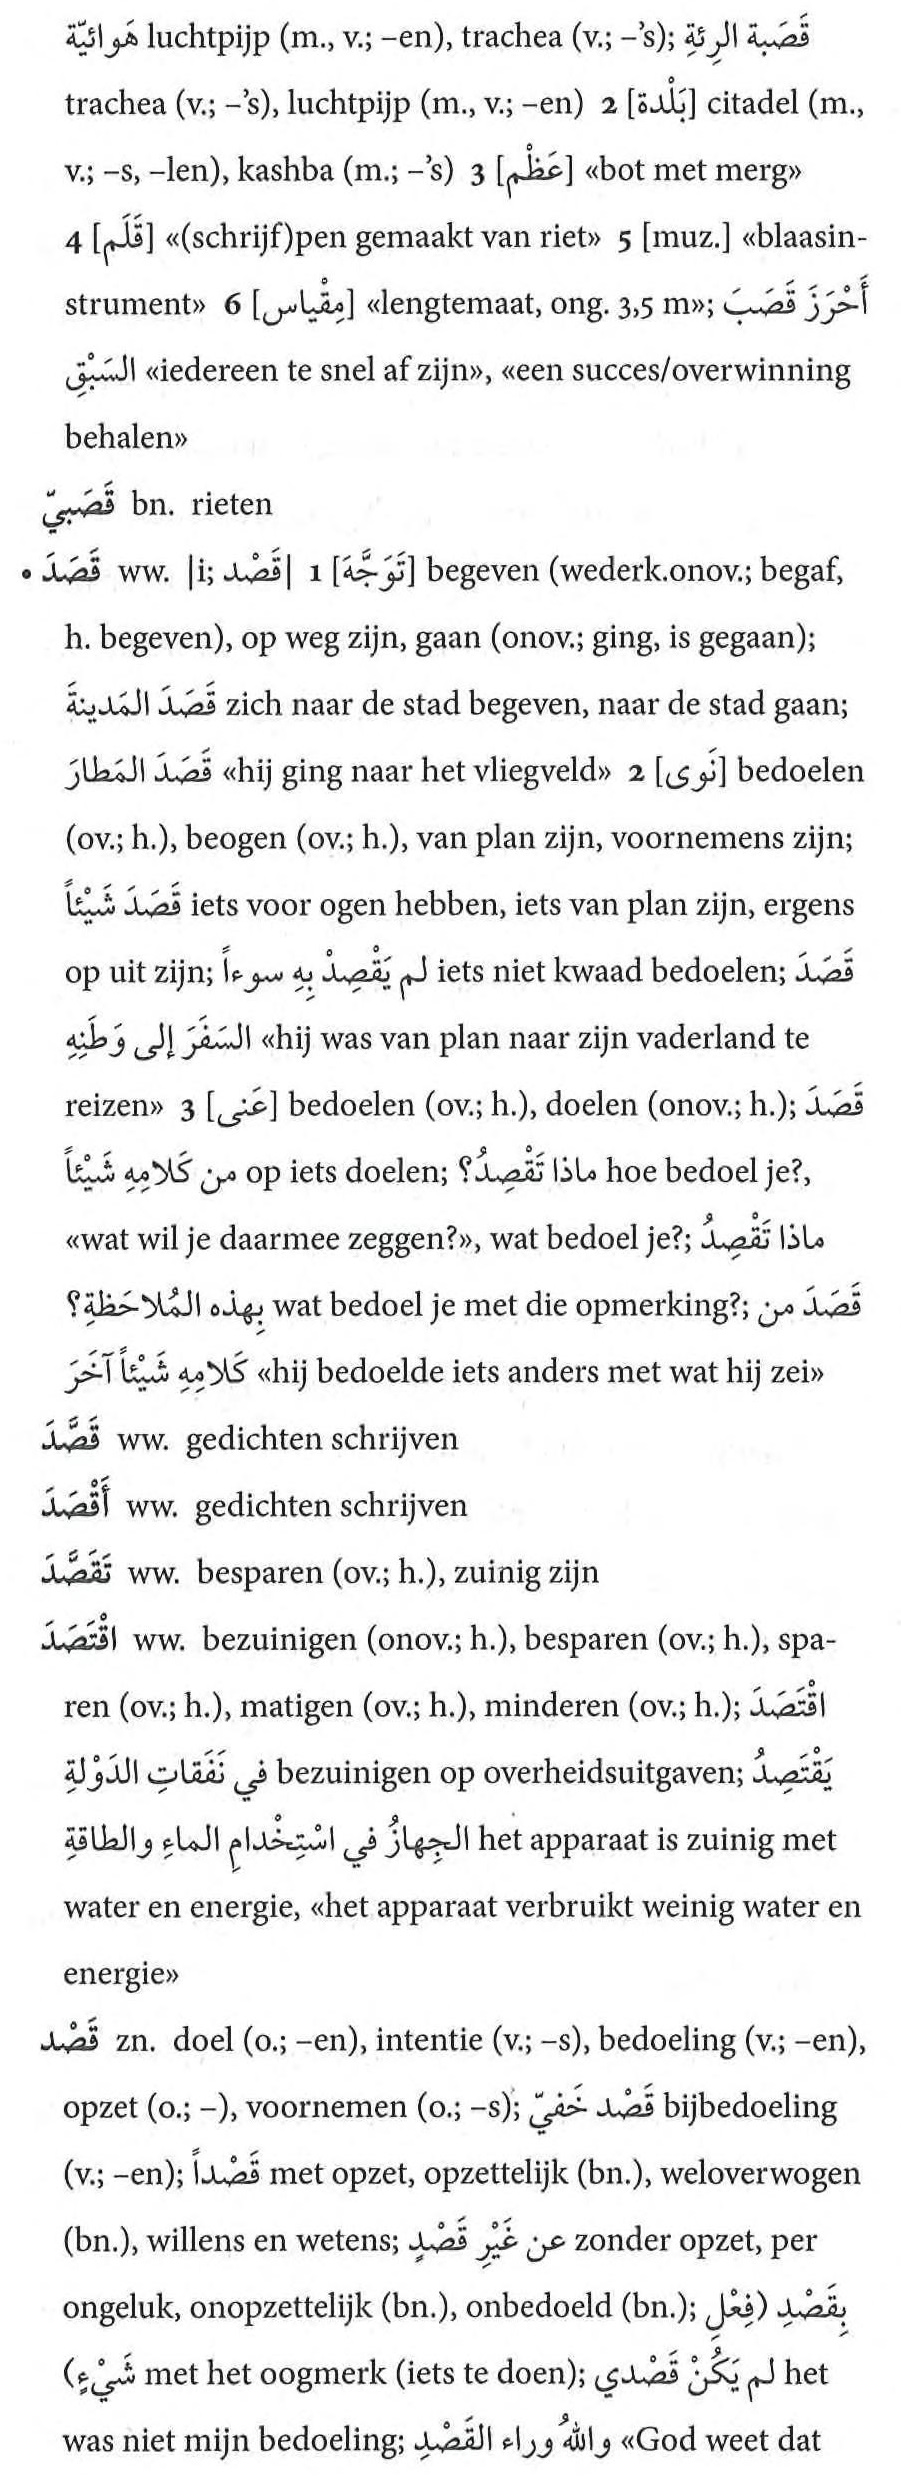 هَوائيّة luchtpijp (m., v.; –en), trachea (v.; –’s); قَصَبة الرِئةِ
trachea (v.; –’s), luchtpijp (m., v.; –en) 2 [بَلْدة] citadel (m.,
v.; –s, –len), kashba (m.; –’s) 3 [عَظْم] «bot met merg»
4 [قَلَم] «(schrijf)pen gemaakt van riet» 5 [muz.] «blaasin-
strument» 6 [مِقْياس] «lengtemaat, ong. 3,5 m»; أَحْرَزَ قَصَبَ
السَبْقِ «iedereen te snel af zijn», «een succes/overwinning
behalen»
قَصَبيّ bn. rieten
• قَصَدَ ww. |i; قَصْد| 1 [تَوَجَّهَ] begeven (wederk.onov.; begaf,
h. begeven), op weg zijn, gaan (onov.; ging, is gegaan);
قَصَدَ المَدينةَ zich naar de stad begeven, naar de stad gaan;
قَصَدَ المَطارَ «hij ging naar het vliegveld» 2 [نَوى] bedoelen
(ov.; h.), beogen (ov.; h.), van plan zijn, voornemens zijn;
قَصَدَ شَيْئاً iets voor ogen hebben, iets van plan zijn, ergens
op uit zijn; لم يَقْصِدْ بِهِ سوءاً iets niet kwaad bedoelen; قَصَدَ
السَفَرَ إلى وَطَنِهِ «hij was van plan naar zijn vaderland te
reizen» 3 [عَنى] bedoelen (ov.; h.), doelen (onov.; h.); قَصَدَ
من كَلامِهِ شَيْئاً op iets doelen; ماذا تَقْصِدُ؟ hoe bedoel je?,
«wat wil je daarmee zeggen?», wat bedoel je?; ماذا تَقْصِدُ
بِهذه المُلاحَظةِ؟ wat bedoel je met die opmerking?; قَصَدَ من
كَلامِهِ شَيْئاً آخَرَ «hij bedoelde iets anders met wat hij zei»
قَصَّدَ ww. gedichten schrijven
أَقْصَدَ ww. gedichten schrijven
تَقَصَّدَ ww. besparen (ov.; h.), zuinig zijn
اقْتَصَدَ ww. bezuinigen (onov.; h.), besparen (ov.; h.), spa-
ren (ov.; h.), matigen (ov.; h.), minderen (ov.; h.); اقْتَصَدَ
في نَفَقاتِ الدَوْلةِ bezuinigen op overheidsuitgaven; يَقْتَصِدُ
الجِهازُ في اسْتِخْدامِ الماءِ والطاقةِ het apparaat is zuinig met
water en energie, «het apparaat verbruikt weinig water en
energie»
قَصْد zn. doel (o.; –en), intentie (v.; –s), bedoeling (v.; –en),
opzet (o.; –), voornemen (o.; –s); قَصْد خَفيّ bijbedoeling
(v.; –en); قَصْداً met opzet, opzettelijk (bn.), weloverwogen
(bn.), willens en wetens; عن غَيْرِ قَصْدٍ zonder opzet, per
ongeluk, onopzettelijk (bn.), onbedoeld (bn.); بِقَصْدِ (فِعْلِ
شَيْءٍ) met het oogmerk (iets te doen); لم يَكُنْ قَصْدي het
was niet mijn bedoeling; واللهُ وراء القَصْدِ «God weet dat